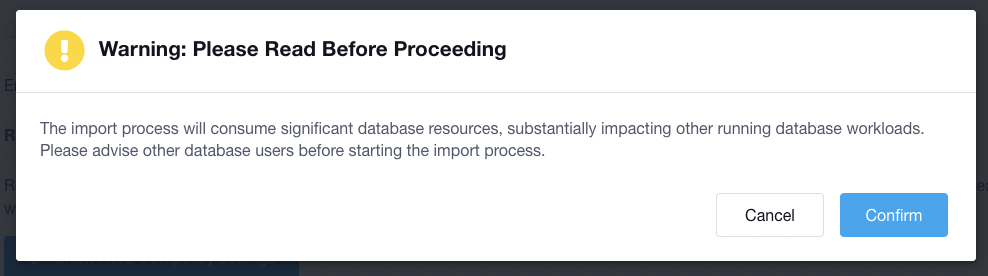 Warning: Please Read Before Proceeding
The import process will consume significant database resources, substantially impacting other running database workloads.
Please advise other database users before starting the import process.
Cancel
Confirm